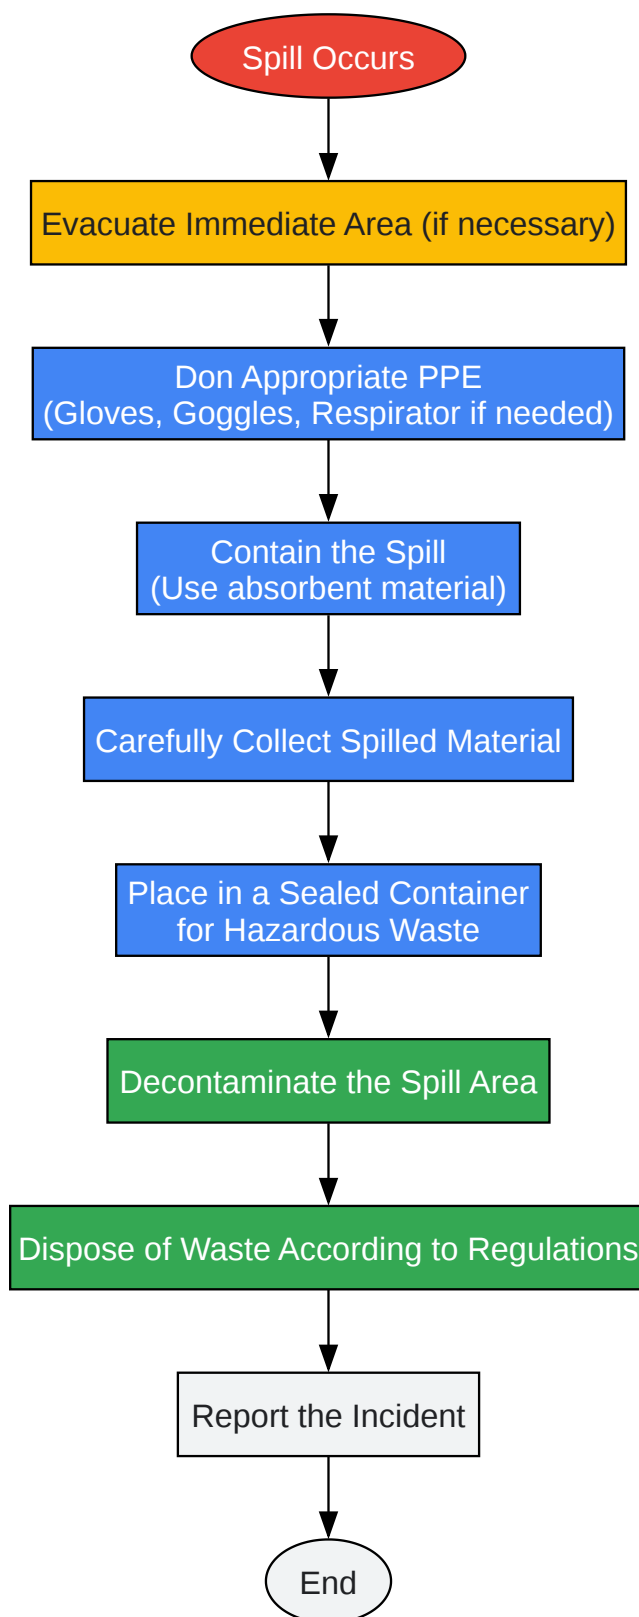 Spill Occurs
Evacuate Immediate Area (if necessary)
Don Appropriate PPE
(Gloves, Goggles, Respirator if needed)
Contain the Spill
(Use absorbent material)
Carefully Collect Spilled Material
Place in a Sealed Container
for Hazardous Waste
Decontaminate the Spill Area
Dispose of Waste According to Regulations
Report the Incident
End